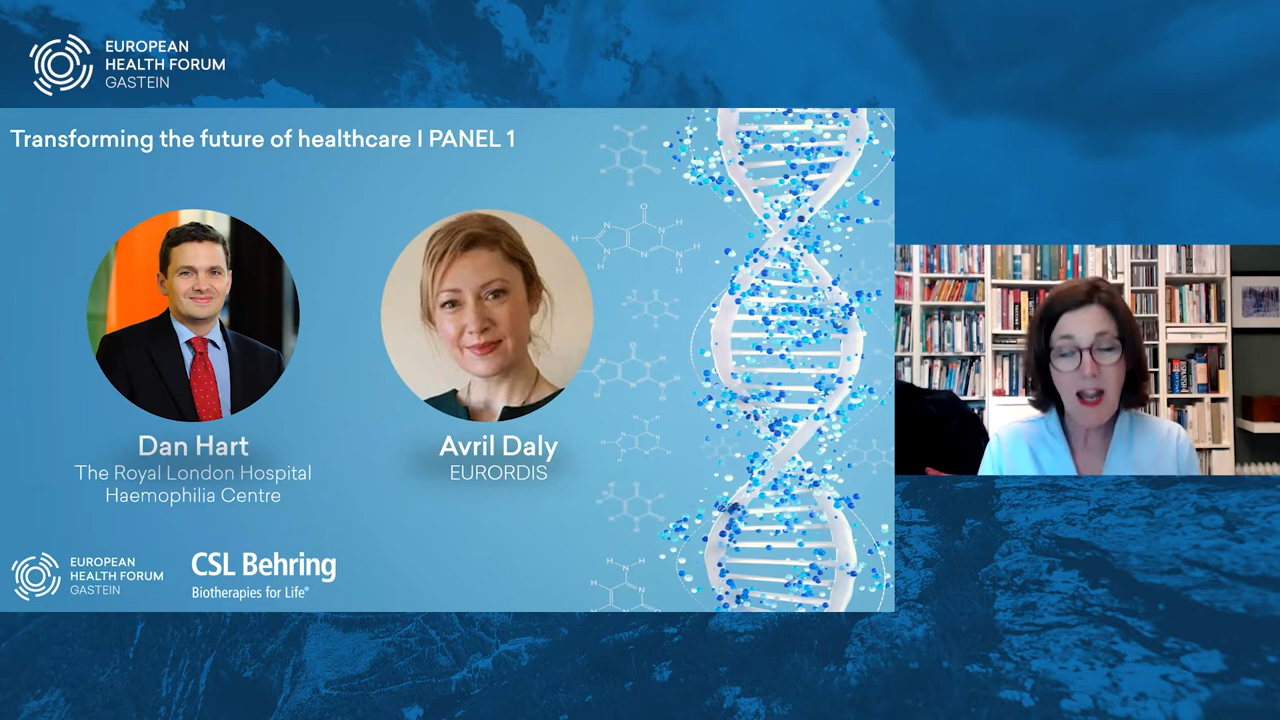 EUROPEAN
HEALTH FORUM
GASTEIN
Transforming the future of healthcare I PANEL 1
Dan Hart
The Royal London Hospital
Haemophilia Centre
Avril Daly
EURORDIS
EUROPEAN
HEALTH FORUM
GASTEIN
CSL Behring
Biotherapies for Life®